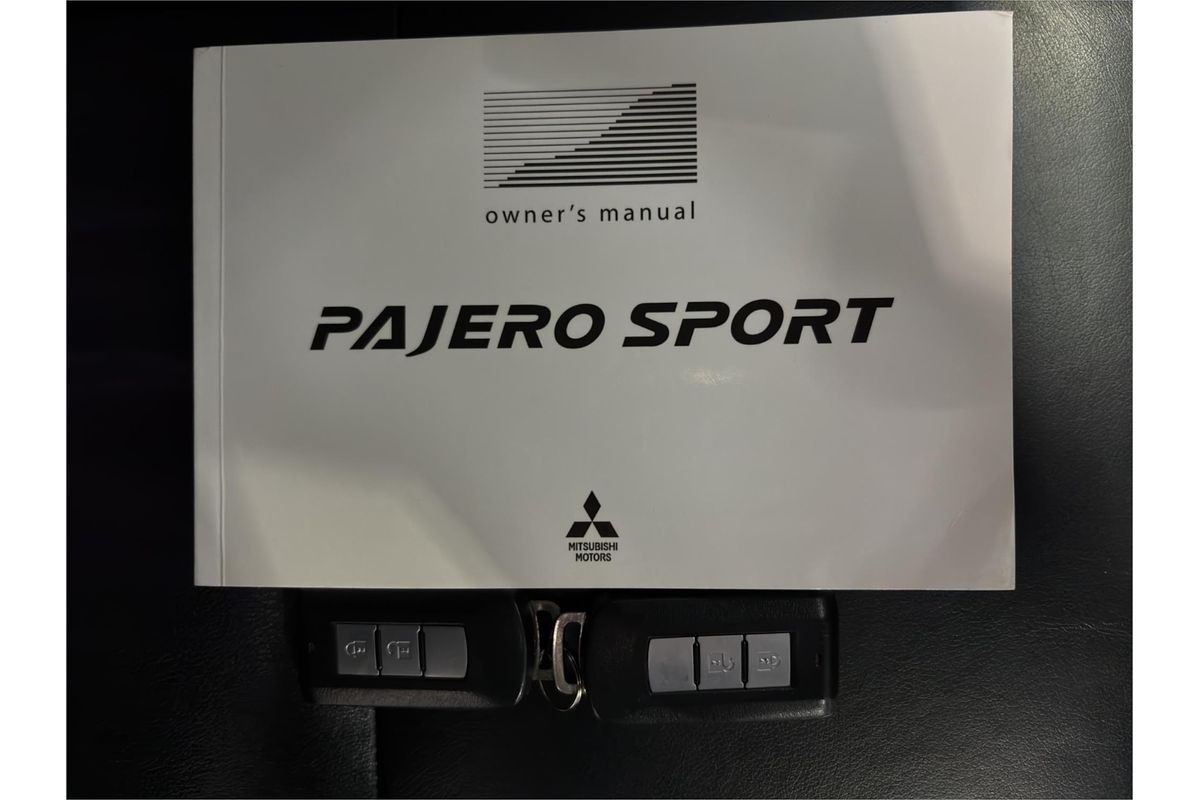 owner's manual
PAJERO SPORT
MITSUBISHI
MOTORS